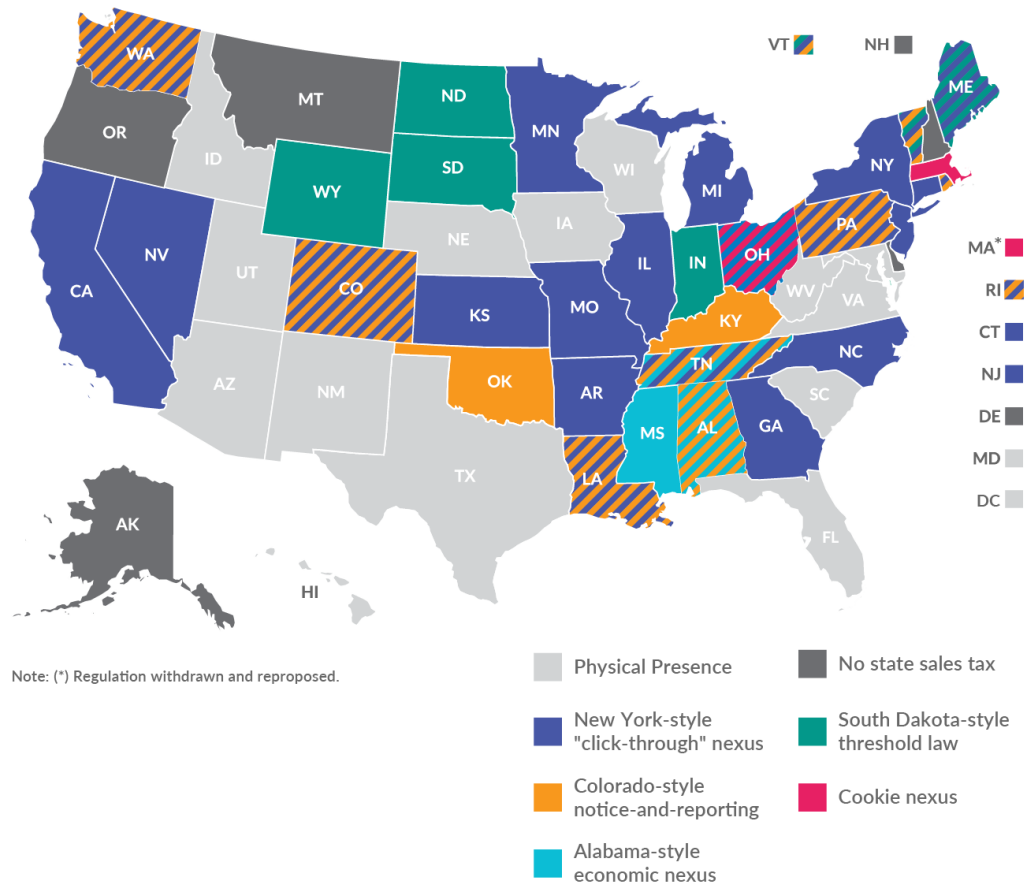 VT
NH
WA
MT
ND
MN
ME
OR
ID
SD
WI
NY
WY
MI
NE
IA
PA
NV
UT
CO
IL
IN
OH
MA*
CA
KS
MO
WV
VA
RI
KY
CT
AZ
NM
OK
AR
TN
NC
NJ
MS
AL
GA
SC
DE
TX
LA
MD
DC
AK
FL
HI
Note: (*) Regulation withdrawn and reproposed.
Physical Presence
No state sales tax
New York-style
"click-through" nexus
South Dakota-style
threshold law
Colorado-style
notice-and-reporting
Cookie nexus
Alabama-style
economic nexus